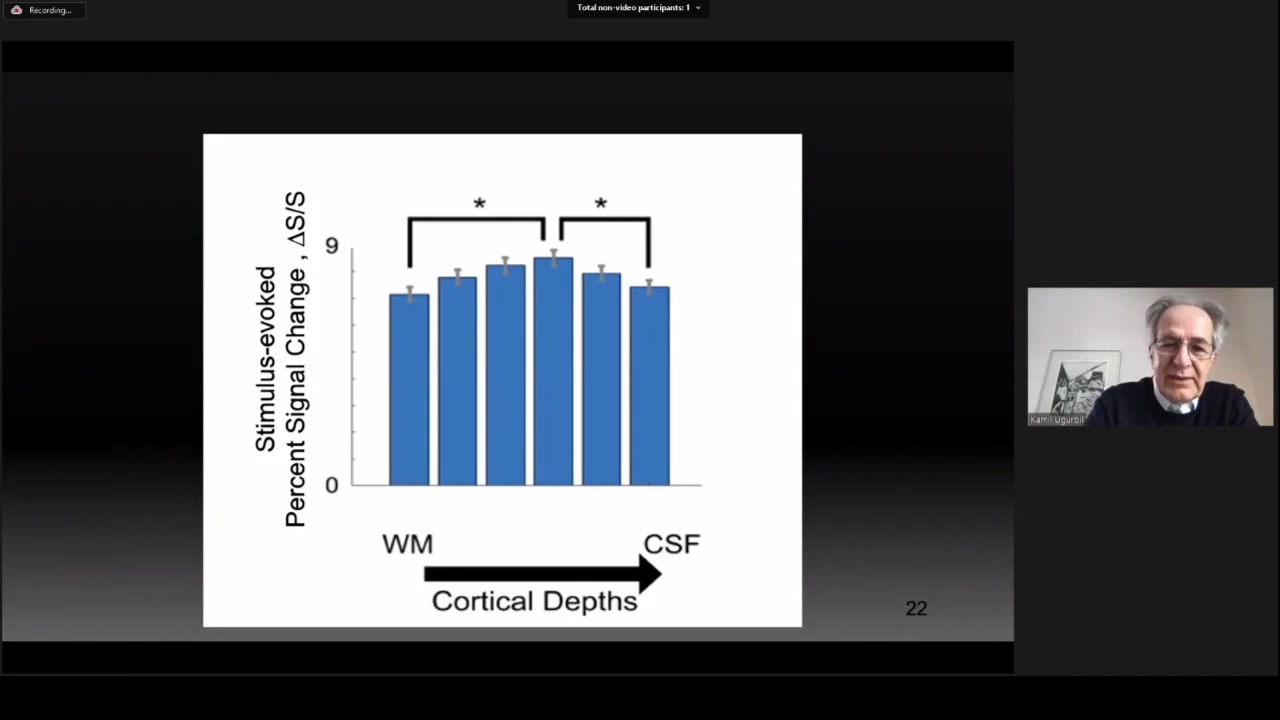 Recording...
Total non-video participants: 1
Stimulus-evoked
Percent Signal Change , ΔS/S
9
0
*
*
WM
CSF
Cortical Depths
22
Kamil Ugurbil